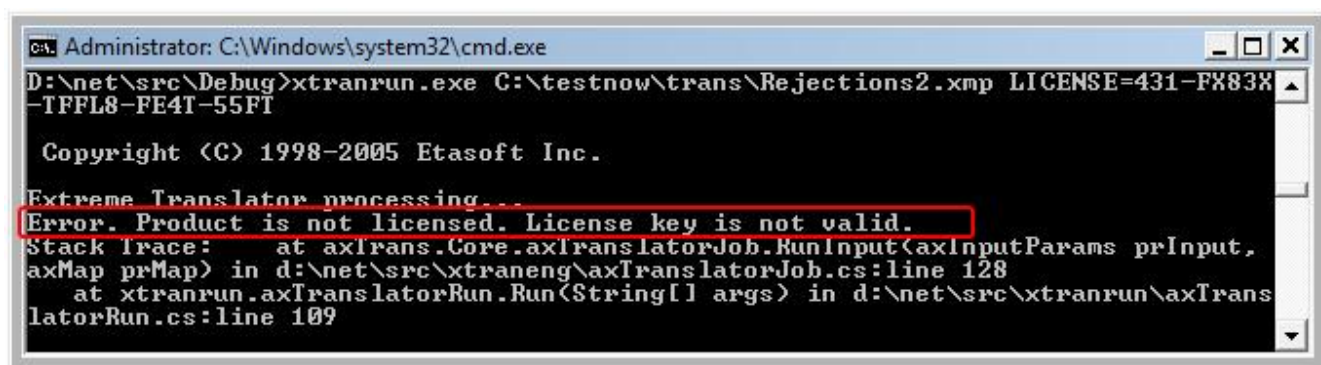 Administrator: C:\Windows\system32\cmd.exe
D:\net\src\Debug>xtranrun.exe C:\testnow\trans\Rejections2.xmp LICENSE=431-FX83X
-TFFL8-FE4T-55FT
Copyright (C) 1998-2005 Etasoft Inc.
Extreme Translator processing...
Error. Product is not licensed. License key is not valid.
Stack Trace:    at axTrans.Core.axTranslatorJob.RunInput(axInputParams prInput,
axMap prMap) in d:\net\src\xtraneng\axTranslatorJob.cs:line 128
   at xtranrun.axTranslatorRun.Run(String[] args) in d:\net\src\xtranrun\axTrans
latorRun.cs:line 109